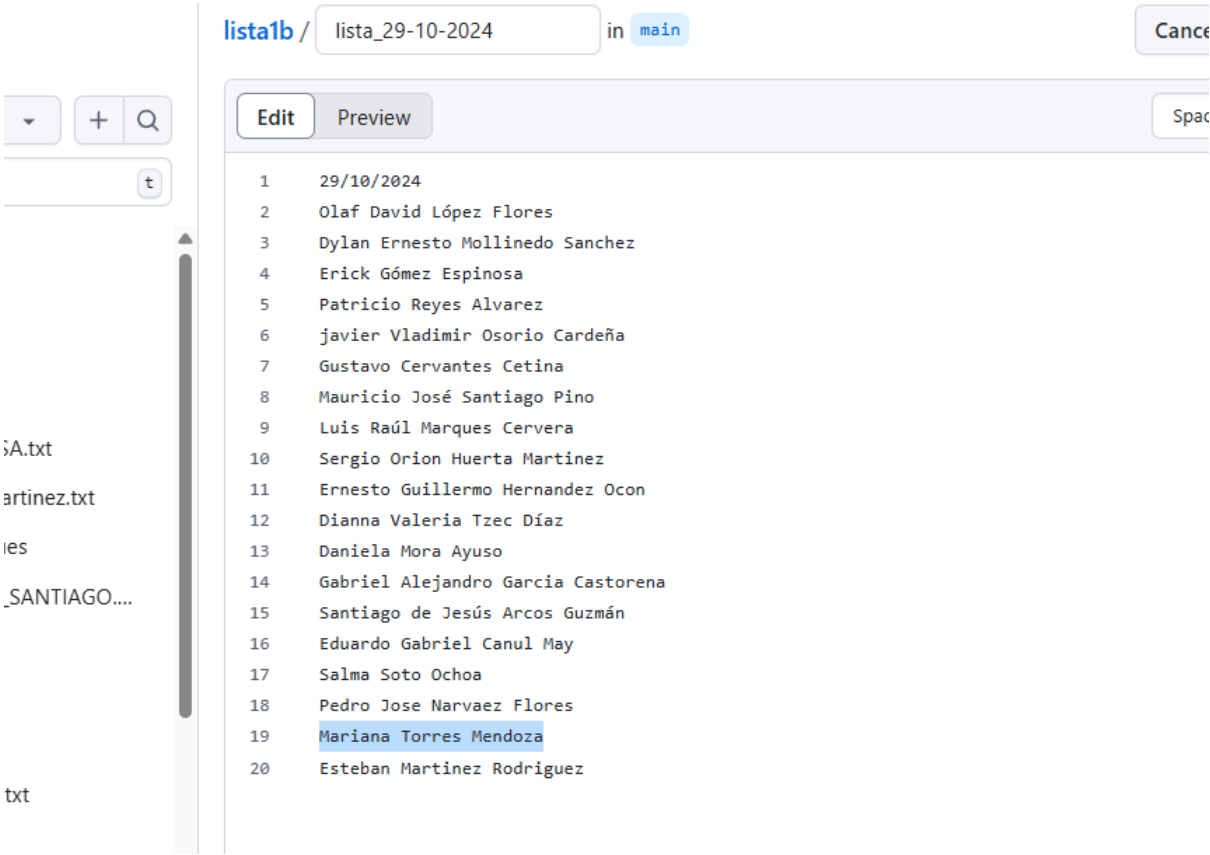 lista1b / lista_29-10-2024 in main
Edit Preview
t
1 29/10/2024
2 Olaf David López Flores
3 Dylan Ernesto Mollinedo Sanchez
4 Erick Gómez Espinosa
5 Patricio Reyes Alvarez
6 javier Vladimir Osorio Cardeña
7 Gustavo Cervantes Cetina
8 Mauricio José Santiago Pino
9 Luis Raúl Marques Cervera
10 Sergio Orion Huerta Martinez
11 Ernesto Guillermo Hernandez Ocon
12 Dianna Valeria Tzec Díaz
13 Daniela Mora Ayuso
14 Gabriel Alejandro Garcia Castorena
15 Santiago de Jesús Arcos Guzmán
16 Eduardo Gabriel Canul May
17 Salma Soto Ochoa
18 Pedro Jose Narvaez Flores
19 Mariana Torres Mendoza
20 Esteban Martinez Rodriguez
SA.txt
artinez.txt
es
_SANTIAGO....
txt